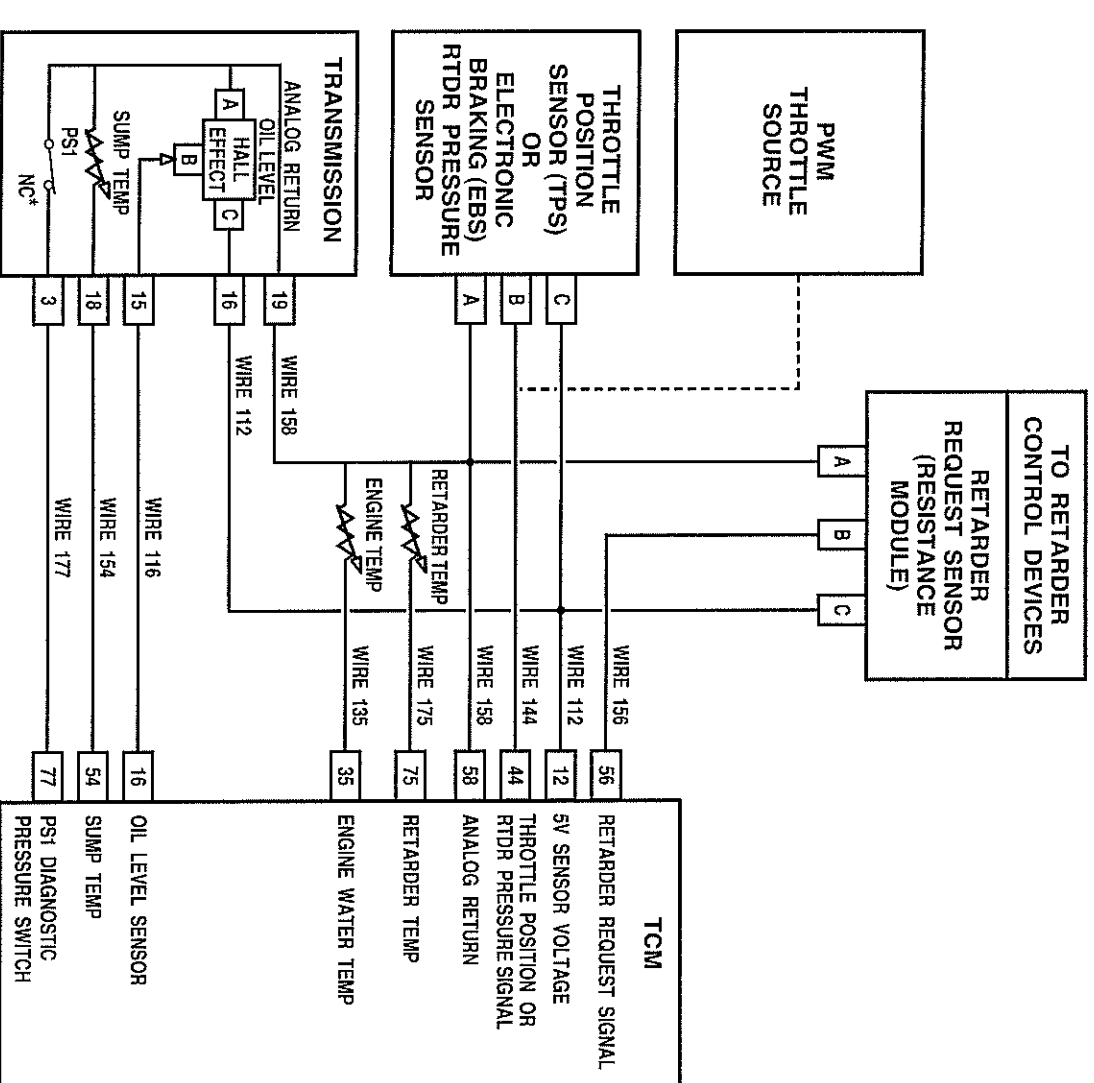 TO RETARDER
CONTROL DEVICES
RETARDER
REQUEST SENSOR
(RESISTANCE
MODULE)
A
B
C
PWM
THROTTLE
SOURCE
THROTTLE
POSITION
SENSOR (TPS)
OR
ELECTRONIC
BRAKING (EBS)
RTDR PRESSURE
SENSOR
C
B
A
TRANSMISSION
ANALOG RETURN
OIL LEVEL
A
HALL
EFFECT
C
B
SUMP TEMP
PS1
NC*
19
16
15
18
3
WIRE 158
WIRE 112
WIRE 116
WIRE 154
WIRE 177
RETARDER TEMP
ENGINE TEMP
WIRE 156
WIRE 112
WIRE 144
WIRE 158
WIRE 175
WIRE 135
TCM
56
RETARDER REQUEST SIGNAL
12
5V SENSOR VOLTAGE
44
THROTTLE POSITION OR
RTDR PRESSURE SIGNAL
58
ANALOG RETURN
75
RETARDER TEMP
35
ENGINE WATER TEMP
16
OIL LEVEL SENSOR
54
SUMP TEMP
77
PS1 DIAGNOSTIC
PRESSURE SWITCH